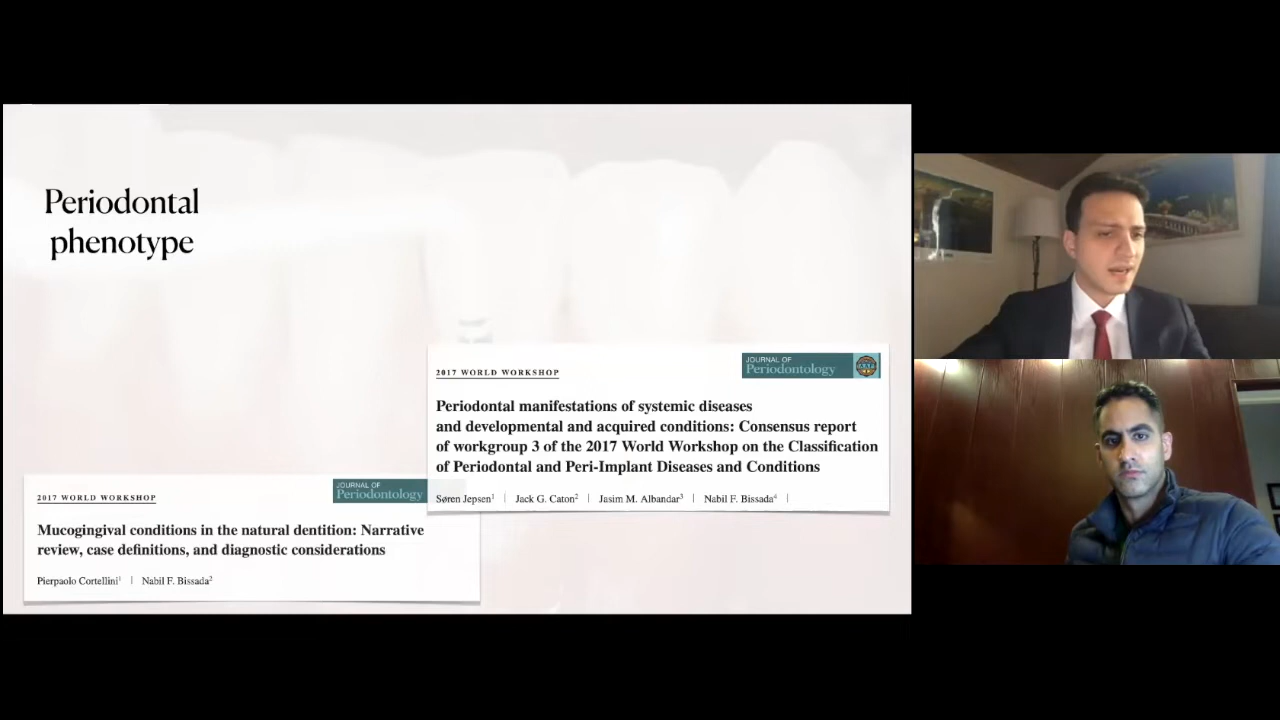 Periodontal
phenotype
2017 WORLD WORKSHOP
JOURNAL OF
Periodontology
Periodontal manifestations of systemic diseases
and developmental and acquired conditions: Consensus report
of workgroup 3 of the 2017 World Workshop on the Classification
of Periodontal and Peri-Implant Diseases and Conditions
Søren Jepsen¹ | Jack G. Caton² | Jasim M. Albandar³ | Nabil F. Bissada⁴ |
2017 WORLD WORKSHOP
JOURNAL OF
Periodontology
Mucogingival conditions in the natural dentition: Narrative
review, case definitions, and diagnostic considerations
Pierpaolo Cortellini¹ | Nabil F. Bissada²